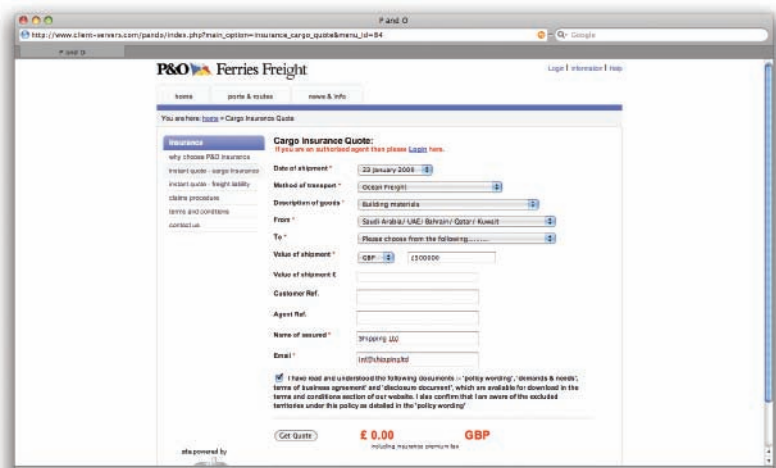 P and O
http://www.client-servers.com/pando/index.php?main_option=insurance_cargo_quote&menu_id=84
Google
P and O
P&O Ferries Freight
Login | Information | Help
home
ports & routes
news & info
You are here: home > Cargo Insurance Quote
Insurance
why choose P&O insurance
instant quote - cargo insurance
instant quote - freight liability
claims procedure
terms and conditions
contact us
Cargo Insurance Quote:
If you are an authorised agent then please Login here.
Date of shipment *
22 January 2009
Method of transport *
Ocean Freight
Description of goods *
Building materials
From *
Saudi Arabia/ UAE/ Bahrain/ Qatar/ Kuwait
To *
Please choose from the following.........
Value of shipment *
GBP
£500000
Value of shipment £
Customer Ref.
Agent Ref.
Name of assured *
Shipping Ltd
Email *
I have read and understood the following documents :- 'policy wording', 'demands & needs',
terms of business agreement' and 'disclosure document', which are available for download in the
terms and conditions section of our website. I also confirm that I am aware of the excluded
territories under this policy as detailed in the 'policy wording'
Get Quote
£ 0.00
GBP
including insurance premium tax
site powered by